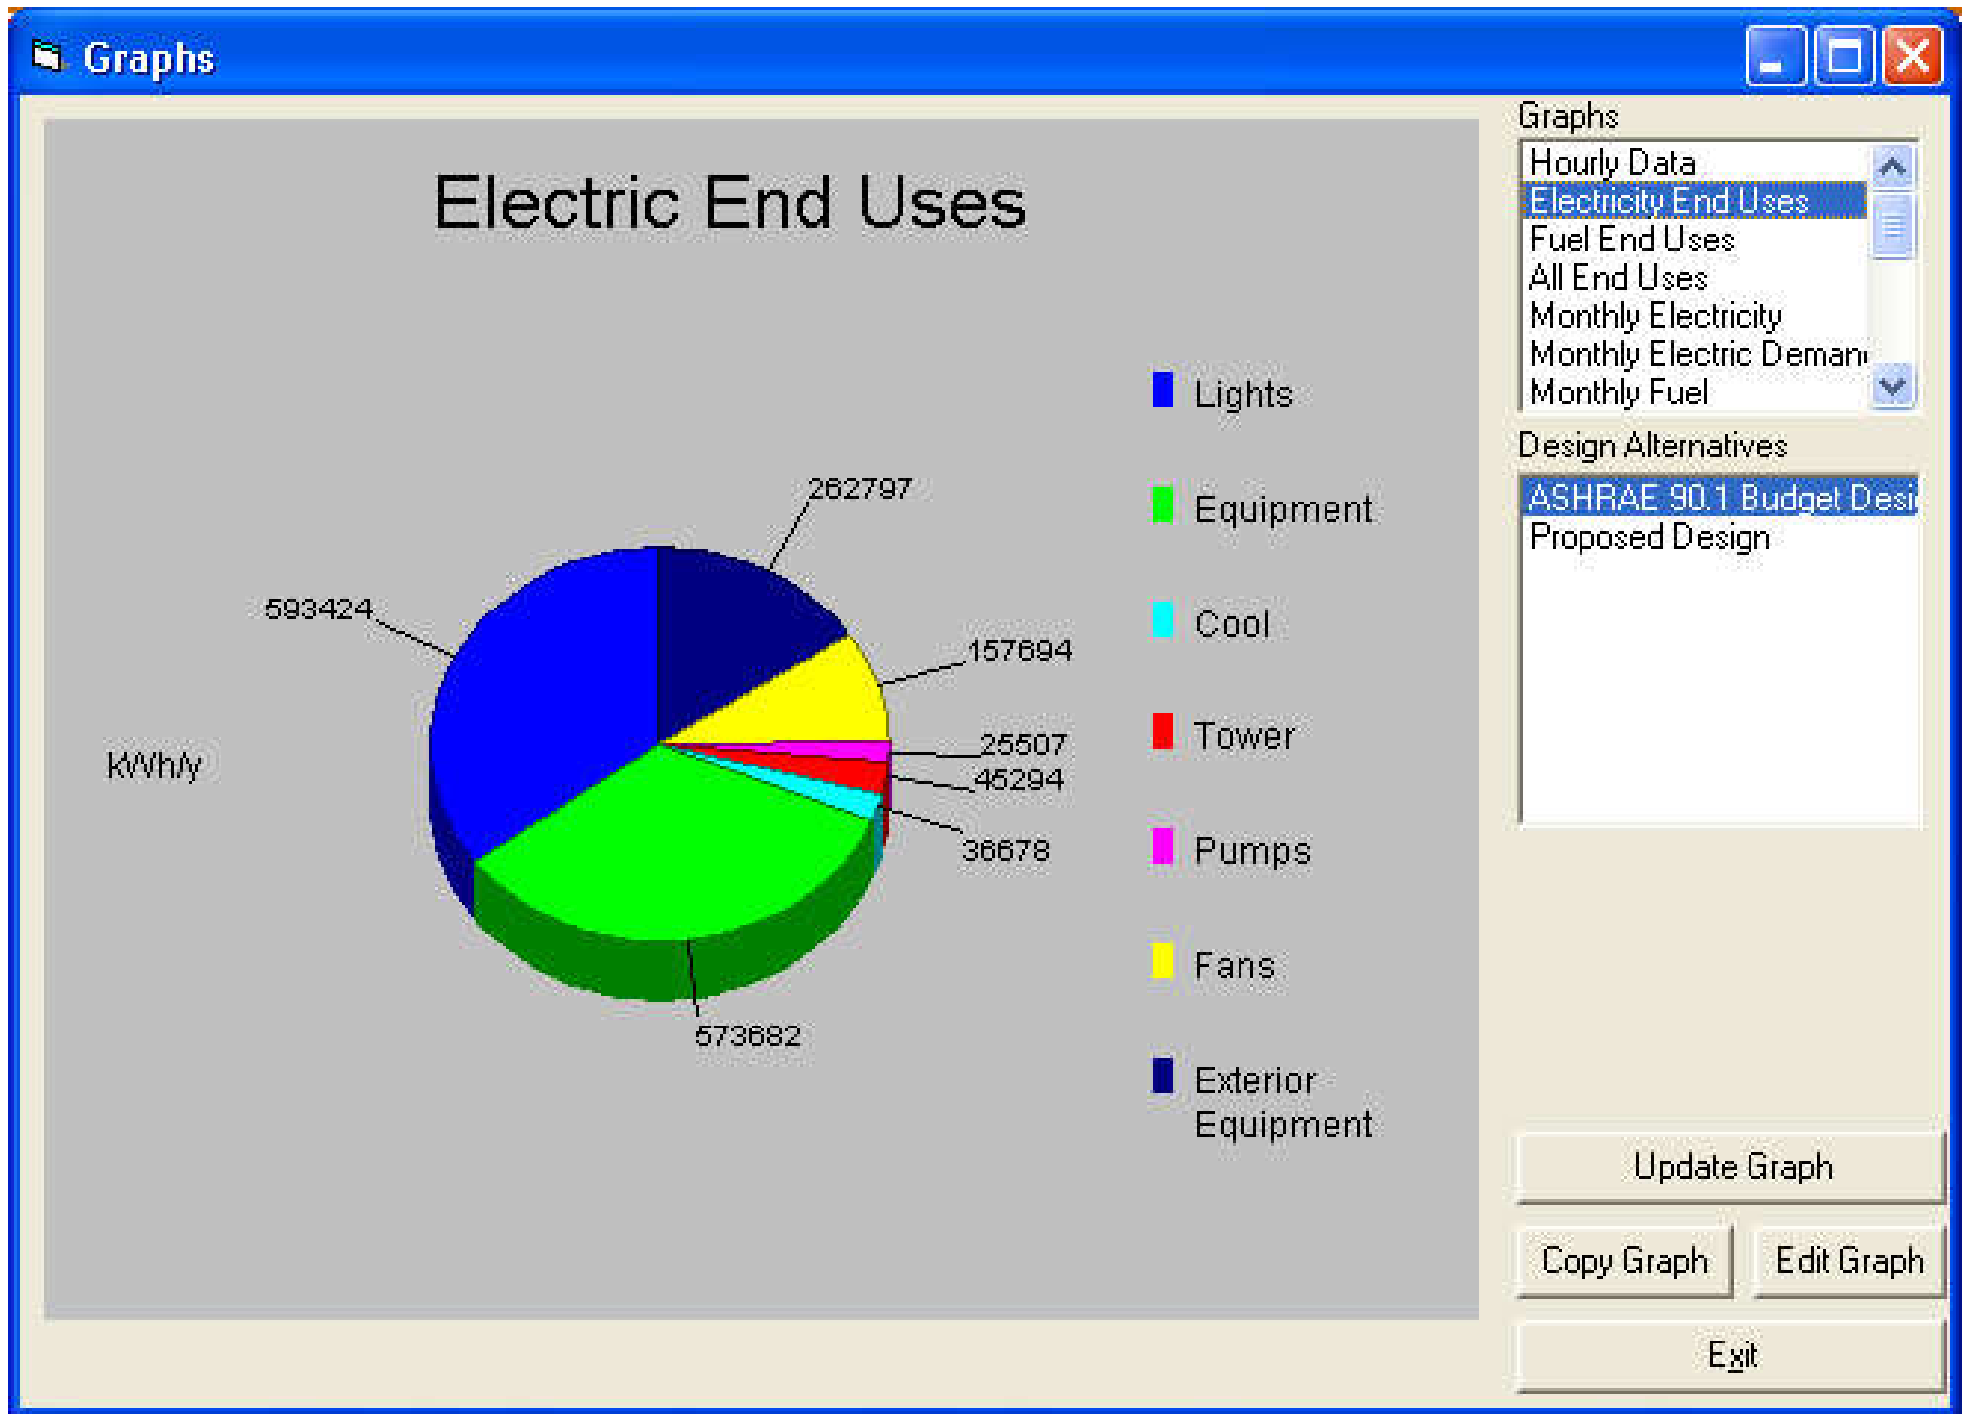 Graphs
Electric End Uses
kWh/y
262797
593424
157694
25507
45294
36678
573682
Lights
Equipment
Cool
Tower
Pumps
Fans
Exterior
Equipment
Graphs
Hourly Data
Electricity End Uses
Fuel End Uses
All End Uses
Monthly Electricity
Monthly Electric Deman
Monthly Fuel
Design Alternatives
ASHRAE 90.1 Budget Desi
Proposed Design
Update Graph
Copy Graph
Edit Graph
Exit